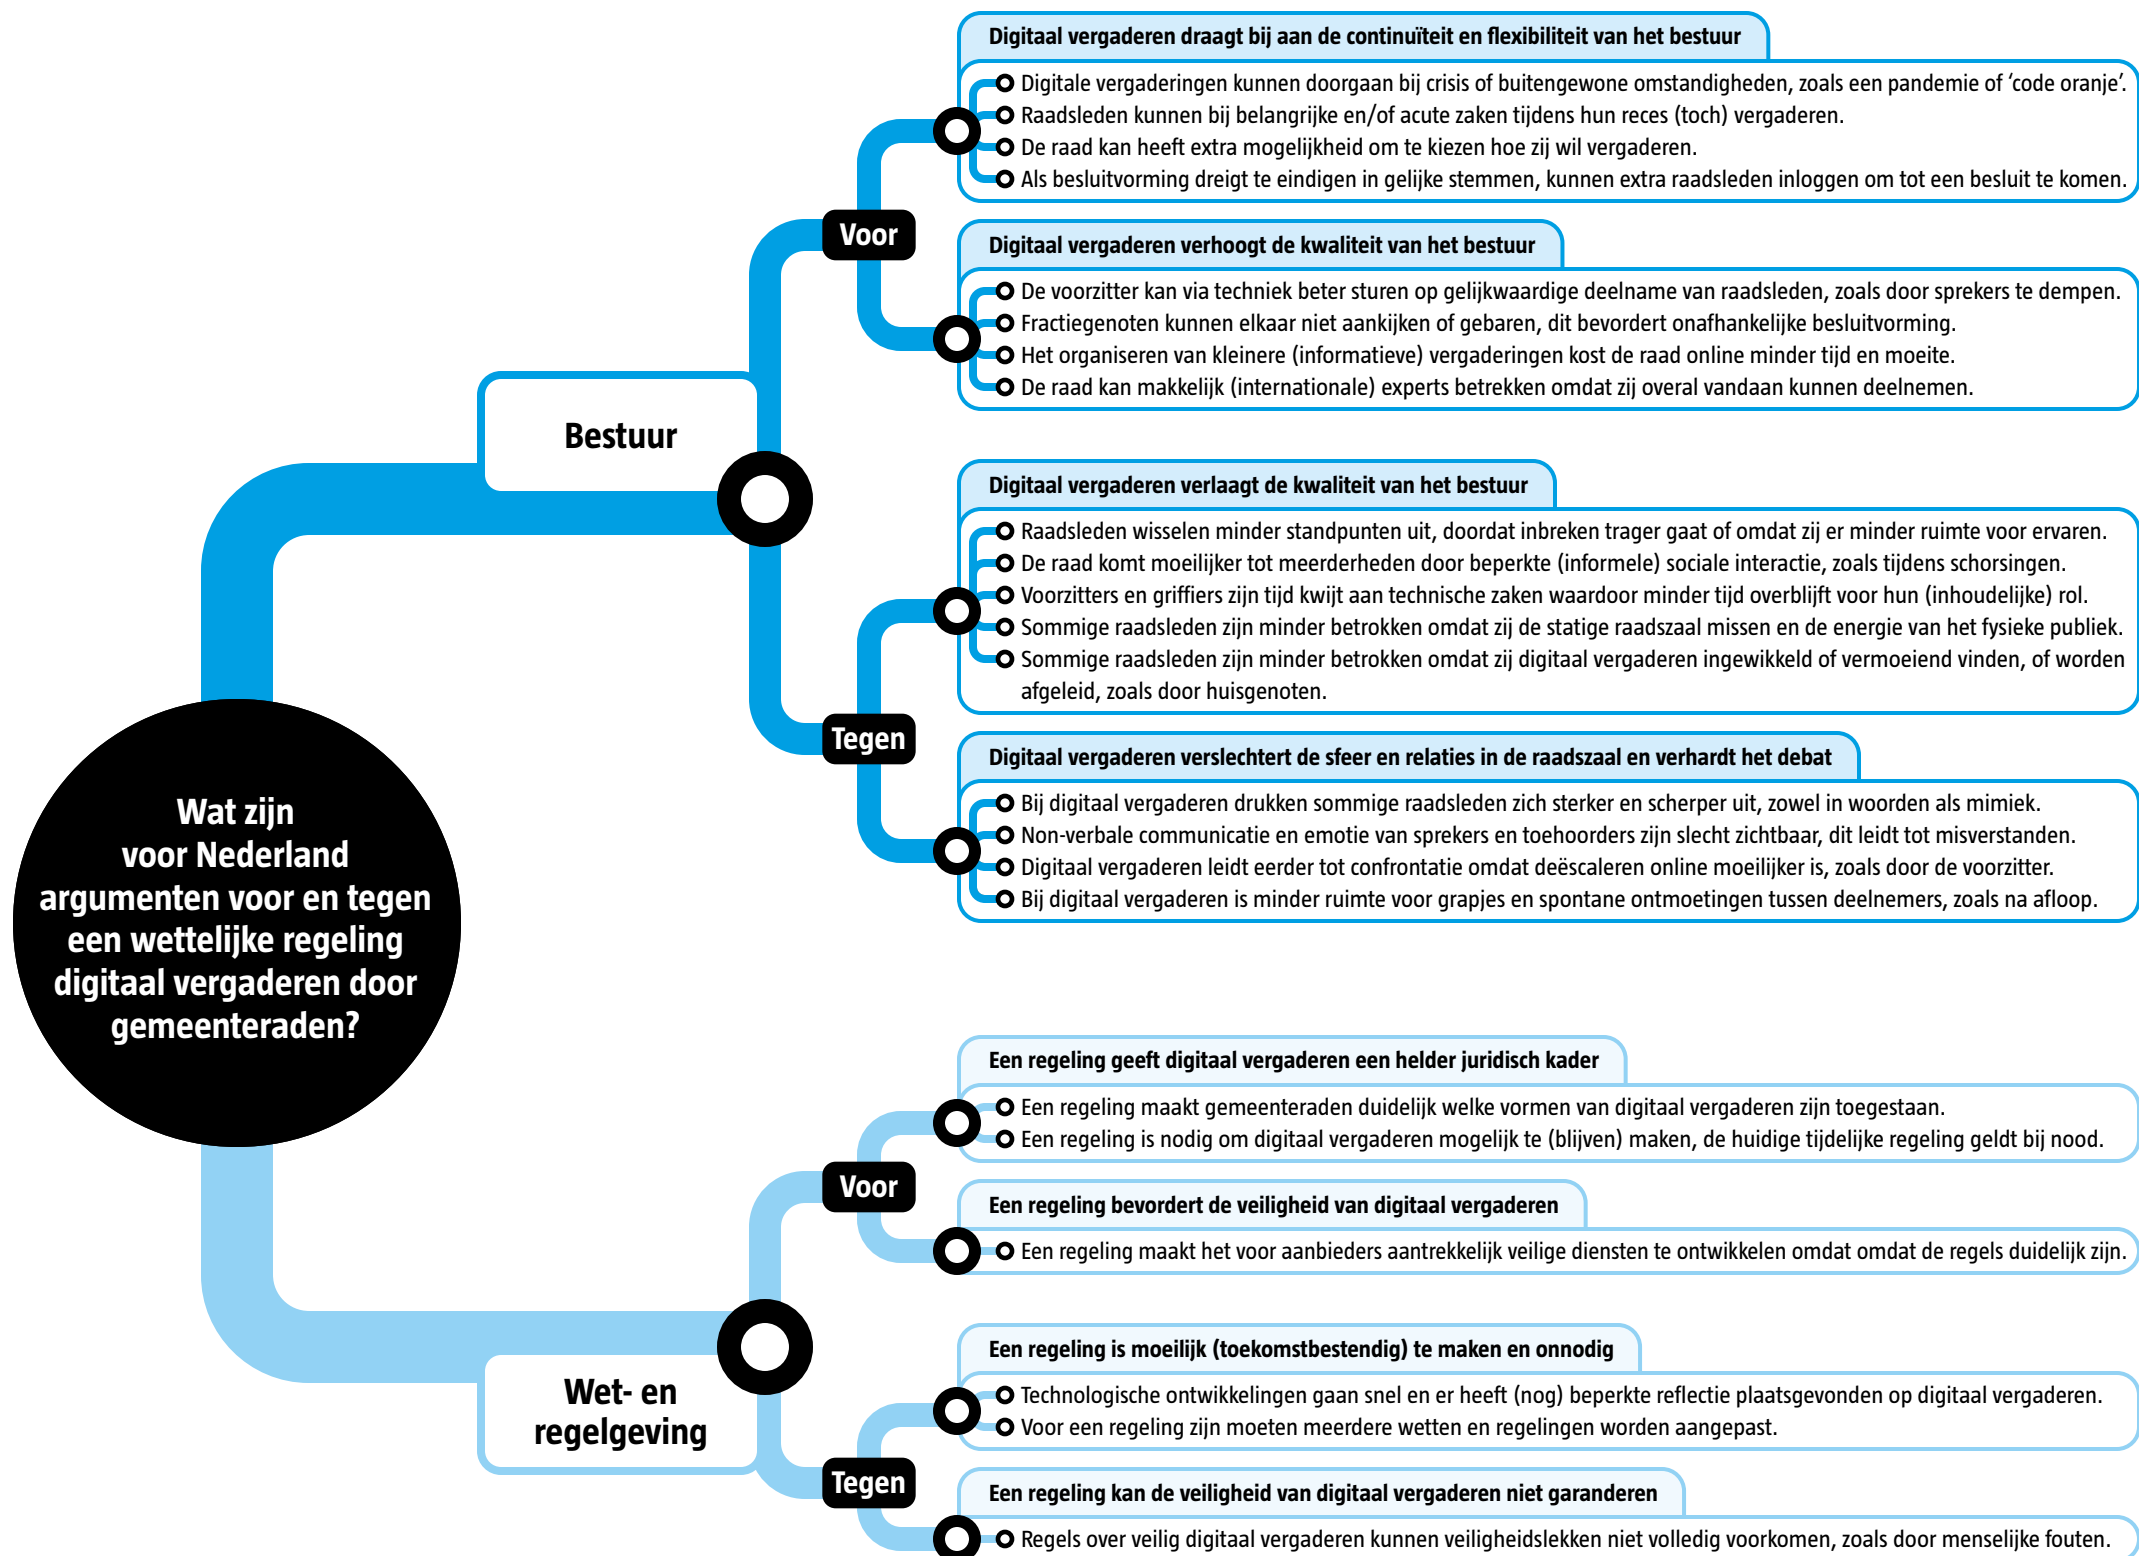 Wat zijn
voor Nederland
argumenten voor en tegen
een wettelijke regeling
digitaal vergaderen door
gemeenteraden?
Bestuur
Voor
Digitaal vergaderen draagt bij aan de continuïteit en flexibiliteit van het bestuur
Digitale vergaderingen kunnen doorgaan bij crisis of buitengewone omstandigheden, zoals een pandemie of ‘code oranje’.
Raadsleden kunnen bij belangrijke en/of acute zaken tijdens hun reces (toch) vergaderen.
De raad kan heeft extra mogelijkheid om te kiezen hoe zij wil vergaderen.
Als besluitvorming dreigt te eindigen in gelijke stemmen, kunnen extra raadsleden inloggen om tot een besluit te komen.
Digitaal vergaderen verhoogt de kwaliteit van het bestuur
De voorzitter kan via techniek beter sturen op gelijkwaardige deelname van raadsleden, zoals door sprekers te dempen.
Fractiegenoten kunnen elkaar niet aankijken of gebaren, dit bevordert onafhankelijke besluitvorming.
Het organiseren van kleinere (informatieve) vergaderingen kost de raad online minder tijd en moeite.
De raad kan makkelijk (internationale) experts betrekken omdat zij overal vandaan kunnen deelnemen.
Tegen
Digitaal vergaderen verlaagt de kwaliteit van het bestuur
Raadsleden wisselen minder standpunten uit, doordat inbreken trager gaat of omdat zij er minder ruimte voor ervaren.
De raad komt moeilijker tot meerderheden door beperkte (informele) sociale interactie, zoals tijdens schorsingen.
Voorzitters en griffiers zijn tijd kwijt aan technische zaken waardoor minder tijd overblijft voor hun (inhoudelijke) rol.
Sommige raadsleden zijn minder betrokken omdat zij de statige raadszaal missen en de energie van het fysieke publiek.
Sommige raadsleden zijn minder betrokken omdat zij digitaal vergaderen ingewikkeld of vermoeiend vinden, of worden
afgeleid, zoals door huisgenoten.
Digitaal vergaderen verslechtert de sfeer en relaties in de raadszaal en verhardt het debat
Bij digitaal vergaderen drukken sommige raadsleden zich sterker en scherper uit, zowel in woorden als mimiek.
Non-verbale communicatie en emotie van sprekers en toehoorders zijn slecht zichtbaar, dit leidt tot misverstanden.
Digitaal vergaderen leidt eerder tot confrontatie omdat deëscaleren online moeilijker is, zoals door de voorzitter.
Bij digitaal vergaderen is minder ruimte voor grapjes en spontane ontmoetingen tussen deelnemers, zoals na afloop.
Wet- en
regelgeving
Voor
Een regeling geeft digitaal vergaderen een helder juridisch kader
Een regeling maakt gemeenteraden duidelijk welke vormen van digitaal vergaderen zijn toegestaan.
Een regeling is nodig om digitaal vergaderen mogelijk te (blijven) maken, de huidige tijdelijke regeling geldt bij nood.
Een regeling bevordert de veiligheid van digitaal vergaderen
Een regeling maakt het voor aanbieders aantrekkelijk veilige diensten te ontwikkelen omdat omdat de regels duidelijk zijn.
Tegen
Een regeling is moeilijk (toekomstbestendig) te maken en onnodig
Technologische ontwikkelingen gaan snel en er heeft (nog) beperkte reflectie plaatsgevonden op digitaal vergaderen.
Voor een regeling zijn moeten meerdere wetten en regelingen worden aangepast.
Een regeling kan de veiligheid van digitaal vergaderen niet garanderen
Regels over veilig digitaal vergaderen kunnen veiligheidslekken niet volledig voorkomen, zoals door menselijke fouten.